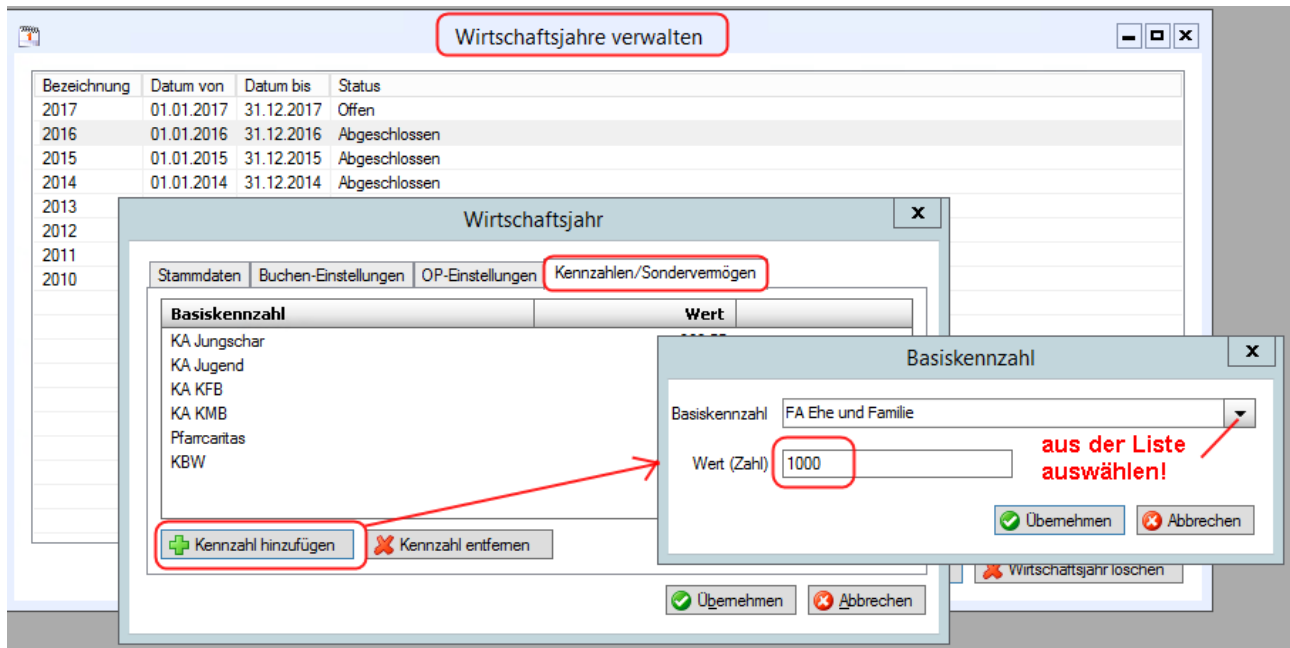 Wirtschaftsjahre verwalten
Bezeichnung Datum von Datum bis Status
2017 01.01.2017 31.12.2017 Offen
2016 01.01.2016 31.12.2016 Abgeschlossen
2015 01.01.2015 31.12.2015 Abgeschlossen
2014 01.01.2014 31.12.2014 Abgeschlossen
2013
2012
2011
2010
Wirtschaftsjahr
x
Stammdaten Buchen-Einstellungen OP-Einstellungen Kennzahlen/Sondervermögen
Basiskennzahl Wert
KA Jungschar
KA Jugend
KA KFB
KA KMB
Pfarrcaritas
KBW
Kennzahl hinzufügen Kennzahl entfernen
Übernehmen Abbrechen
Basiskennzahl
x
Basiskennzahl FA Ehe und Familie
Wert (Zahl) 1000
aus der Liste
auswählen!
Übernehmen Abbrechen
Wirtschaftsjahr löschen